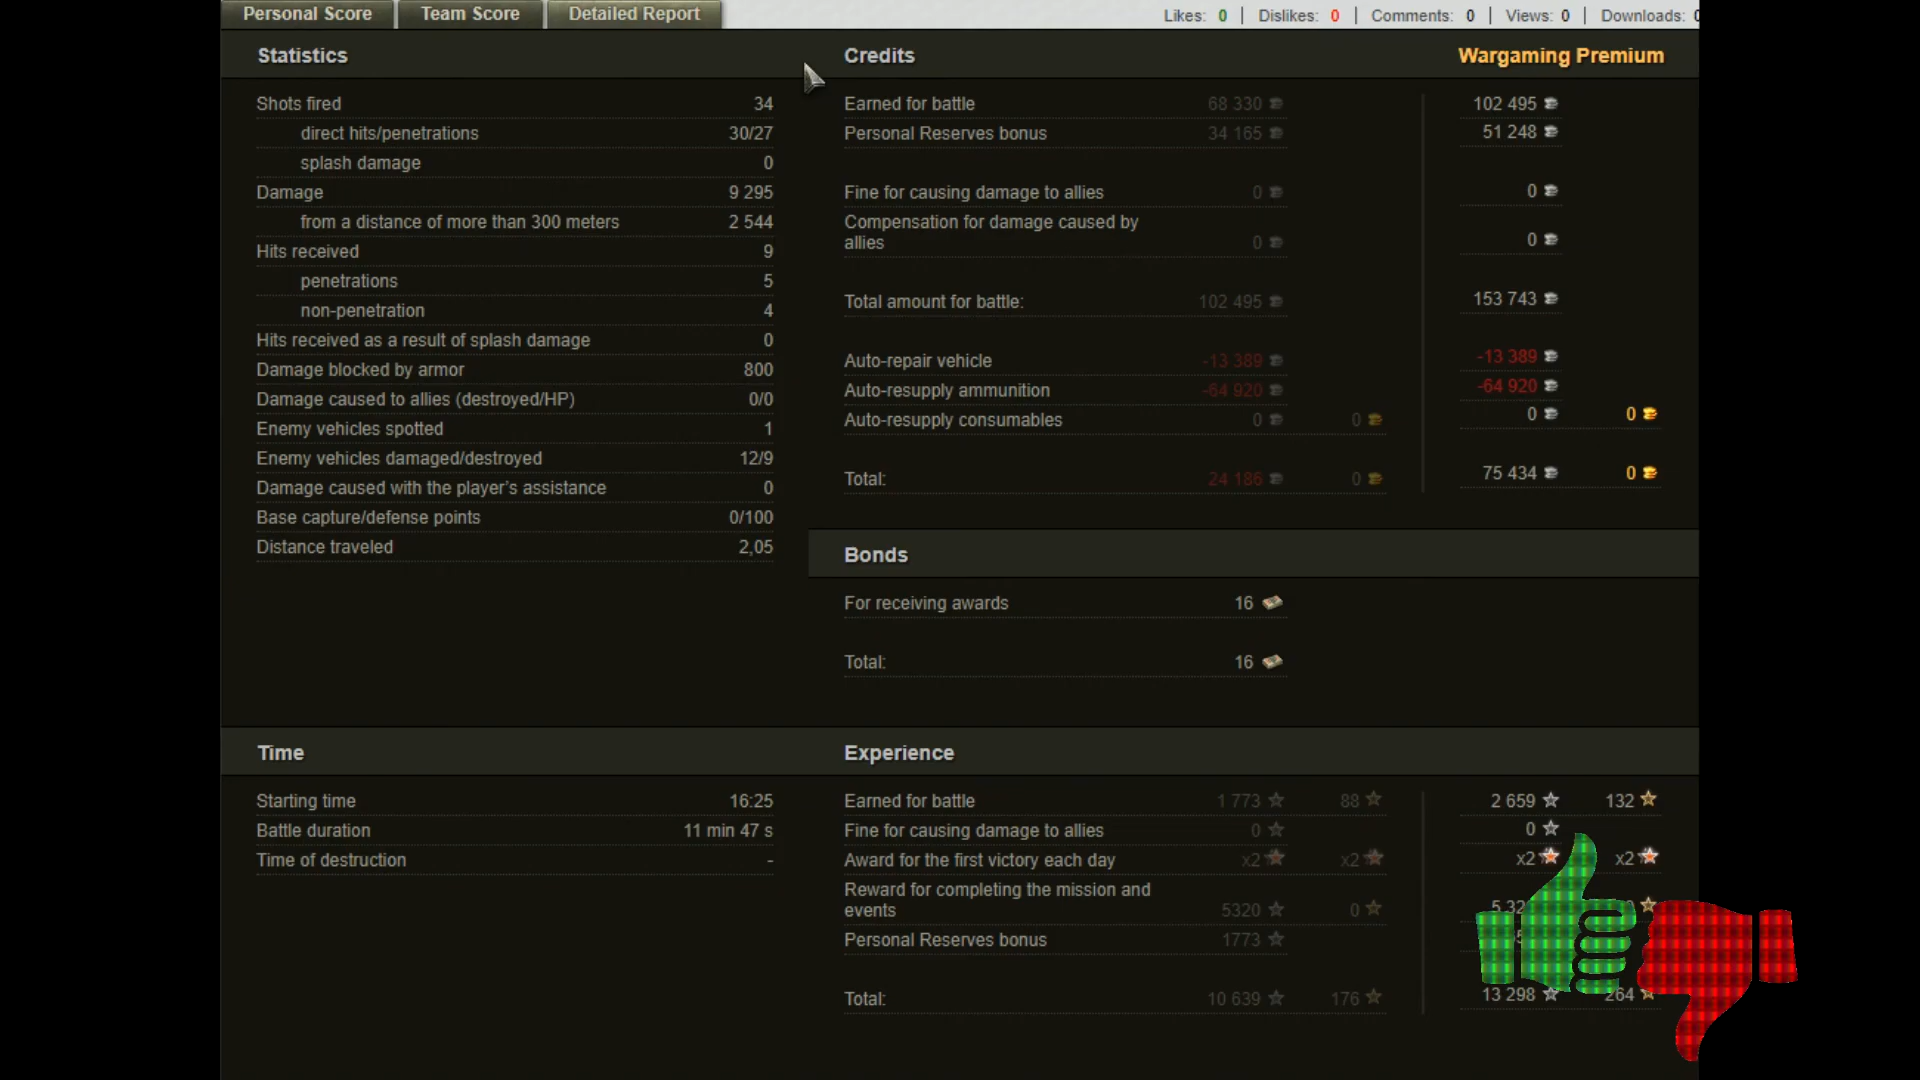 Personal Score Team Score Detailed Report Likes: 0 | Dislikes: 0 | Comments: 0 | Views: 0 | Downloads:
Statistics
Shots fired 34
direct hits/penetrations 30/27
splash damage 0
Damage 9 295
from a distance of more than 300 meters 2 544
Hits received 9
penetrations 5
non-penetration 4
Hits received as a result of splash damage 0
Damage blocked by armor 800
Damage caused to allies (destroyed/HP) 0/0
Enemy vehicles spotted 1
Enemy vehicles damaged/destroyed 12/9
Damage caused with the player's assistance 0
Base capture/defense points 0/100
Distance traveled 2,05
Credits Wargaming Premium
Earned for battle 68 330 102 495
Personal Reserves bonus 34 165 51 248
Fine for causing damage to allies 0 0
Compensation for damage caused by
allies 0 0
Total amount for battle: 102 495 153 743
Auto-repair vehicle -13 389 -13 389
Auto-resupply ammunition -64 920 -64 920
Auto-resupply consumables 0 0 0 0
Total: 24 186 0 75 434 0
Bonds
For receiving awards 16
Total: 16
Time
Starting time 16:25
Battle duration 11 min 47 s
Time of destruction -
Experience
Earned for battle 1 773 88 2 659 132
Fine for causing damage to allies 0 0
Award for the first victory each day x2 x2 x2 x2
Reward for completing the mission and
events 5320 0
Personal Reserves bonus 1773
Total: 10 639 176 13 298 264